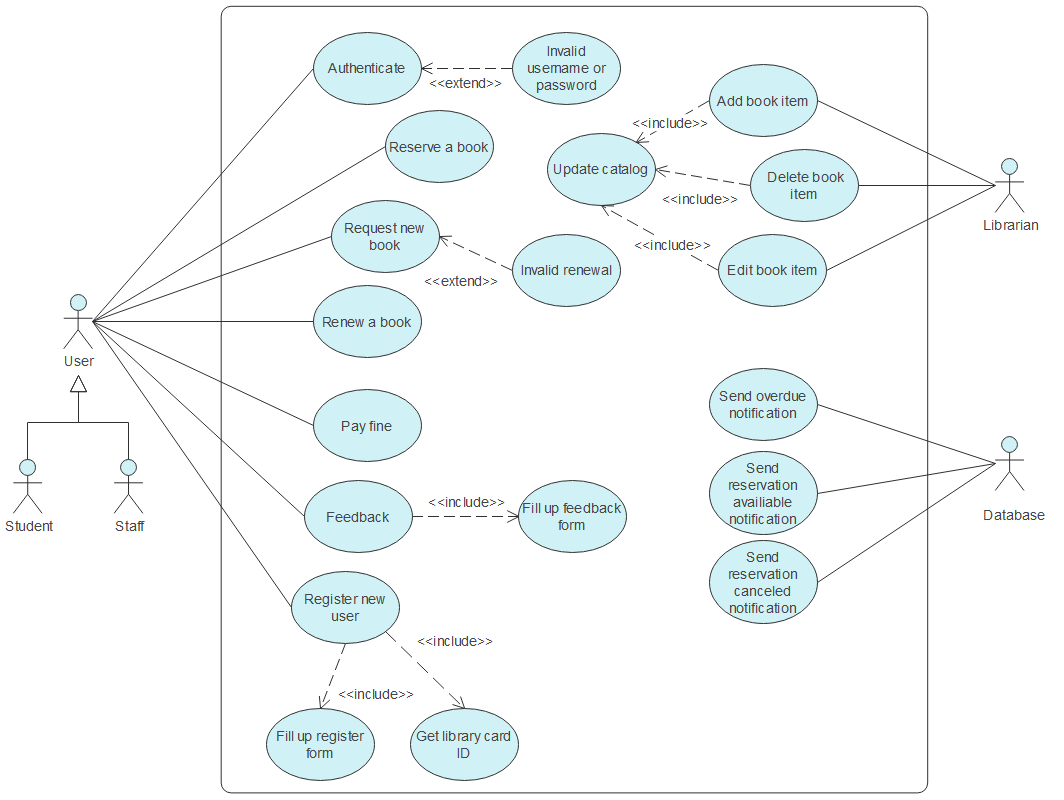 Authenticate
<<extend>>
Invalid
usemame or
password
Reserve a book
Request new
book
<<extend>>
Invalid renewal
Renew a book
Pay fine
Feedback
<<include>>
Fill up feedback
form
Register new
user
<<include>>
<<include>>
Fill up register
form
Get library card
ID
User
Student
Staff
Add book item
<<include>>
Update catalog
Delete book
item
<<include>>
<<include>>
Edit book item
Librarian
Send overdue
notification
Send
reservation
availiable
notification
Send
reservation
canceled
notification
Database